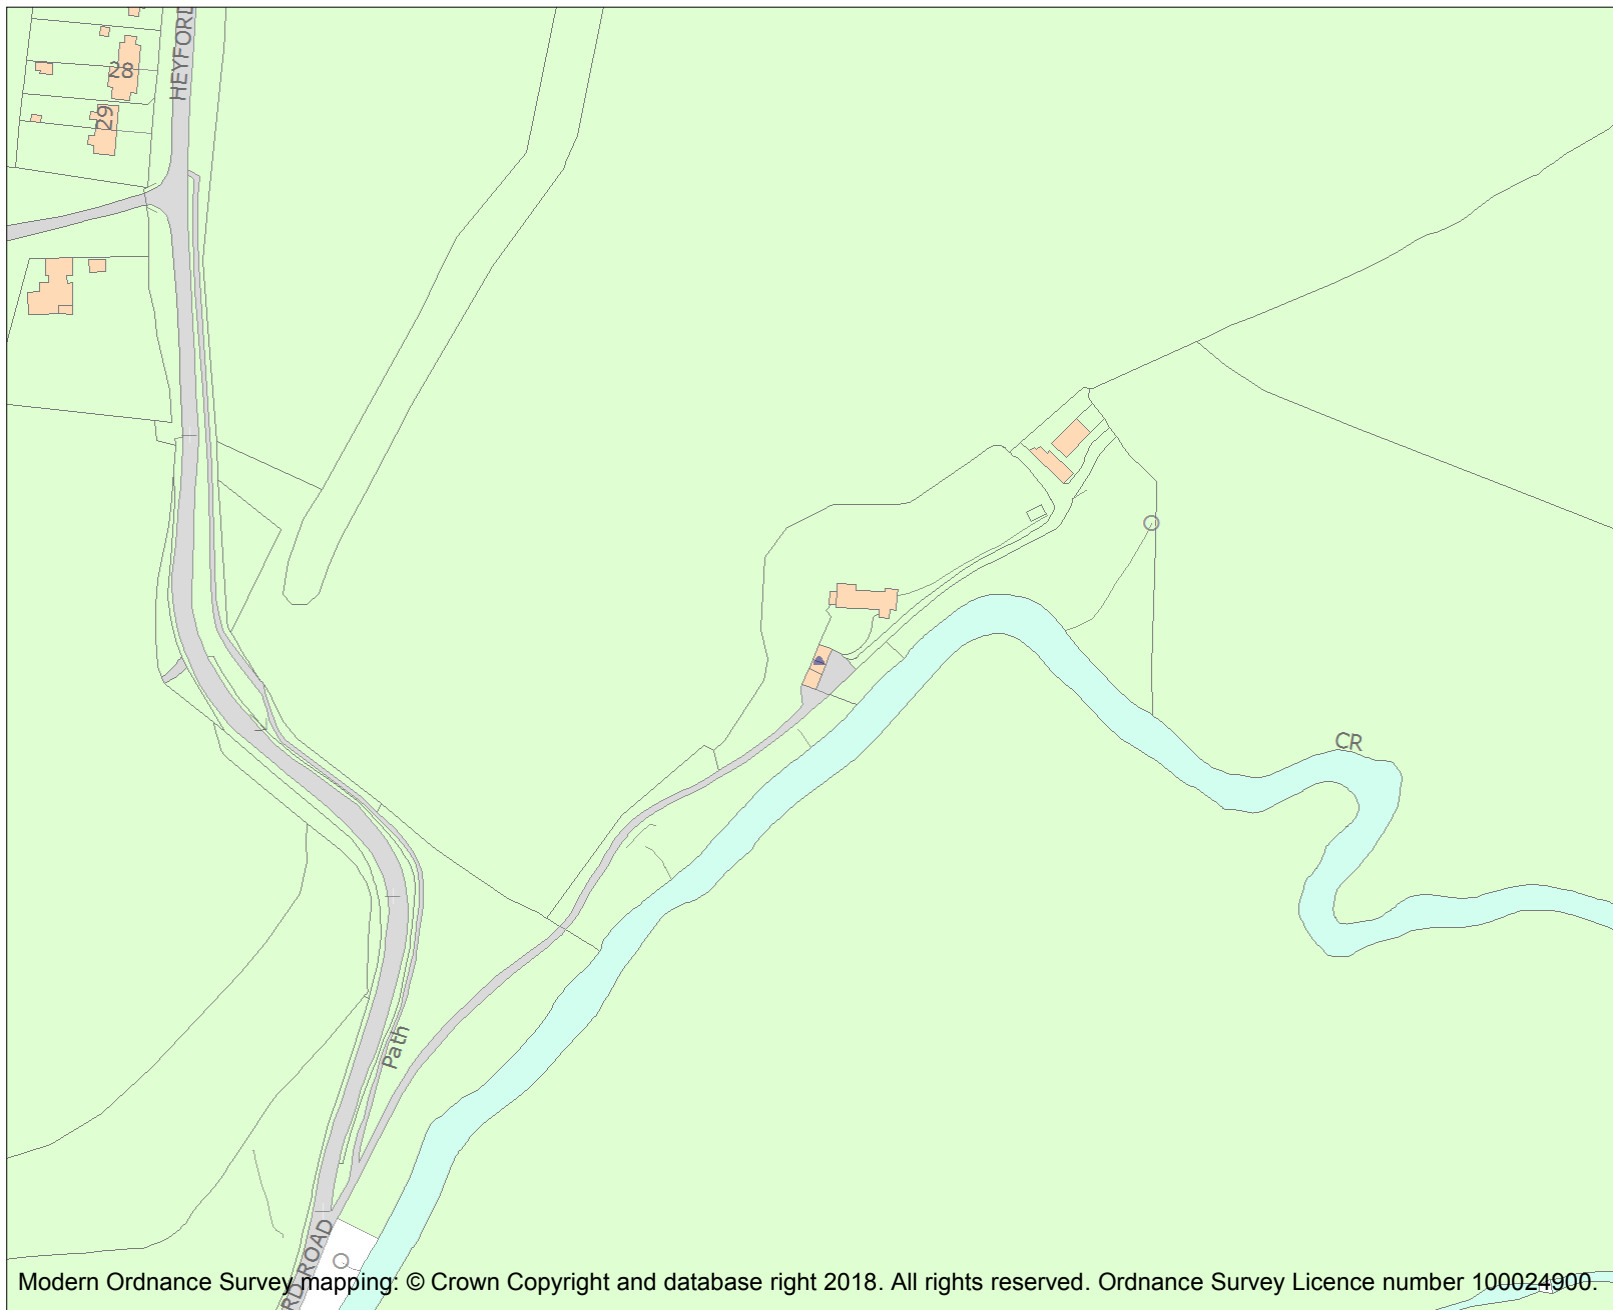 HEYFORD
28
29
CR
Path
RD ROAD
Modern Ordnance Survey mapping: © Crown Copyright and database right 2018. All rights reserved. Ordnance Survey Licence number 100024900.